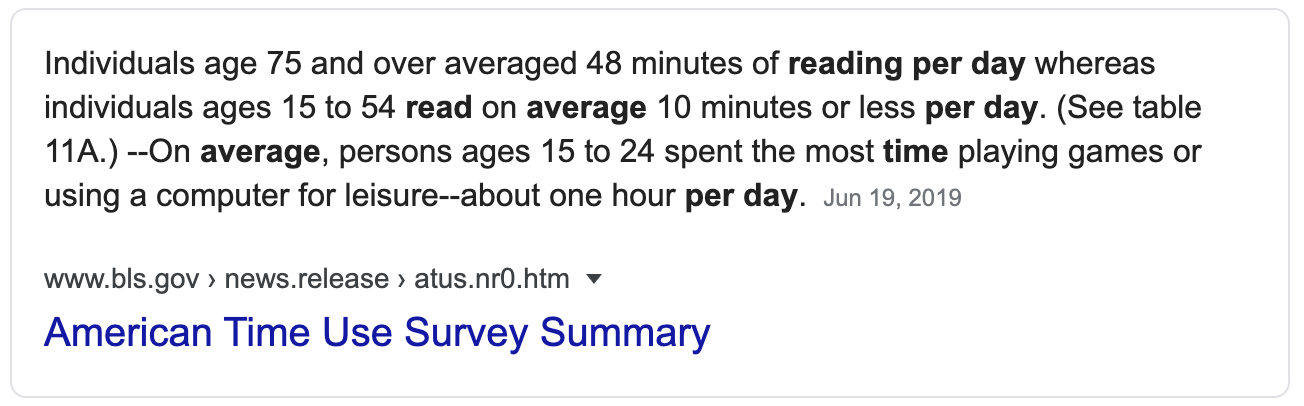 Individuals age 75 and over averaged 48 minutes of reading per day whereas
individuals ages 15 to 54 read on average 10 minutes or less per day. (See table
11A.) --On average, persons ages 15 to 24 spent the most time playing games or
using a computer for leisure--about one hour per day. Jun 19, 2019
www.bls.gov › news.release › atus.nr0.htm
American Time Use Survey Summary